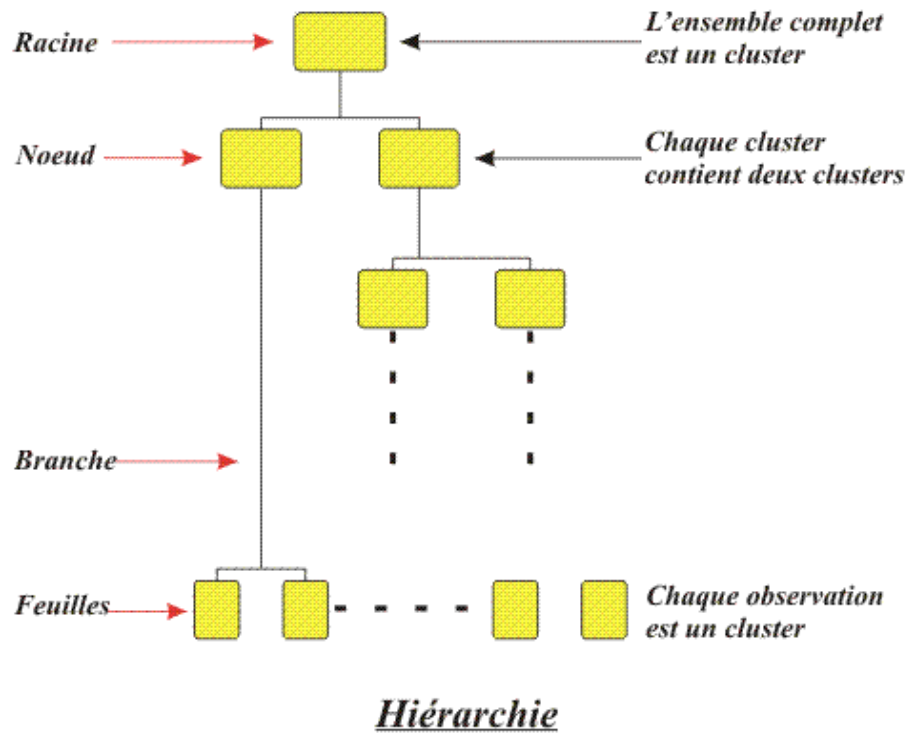 Racine
L'ensemble complet
est un cluster
Noeud
Chaque cluster
contient deux clusters
Branche
Feuilles
Chaque observation
est un cluster
Hiérarchie